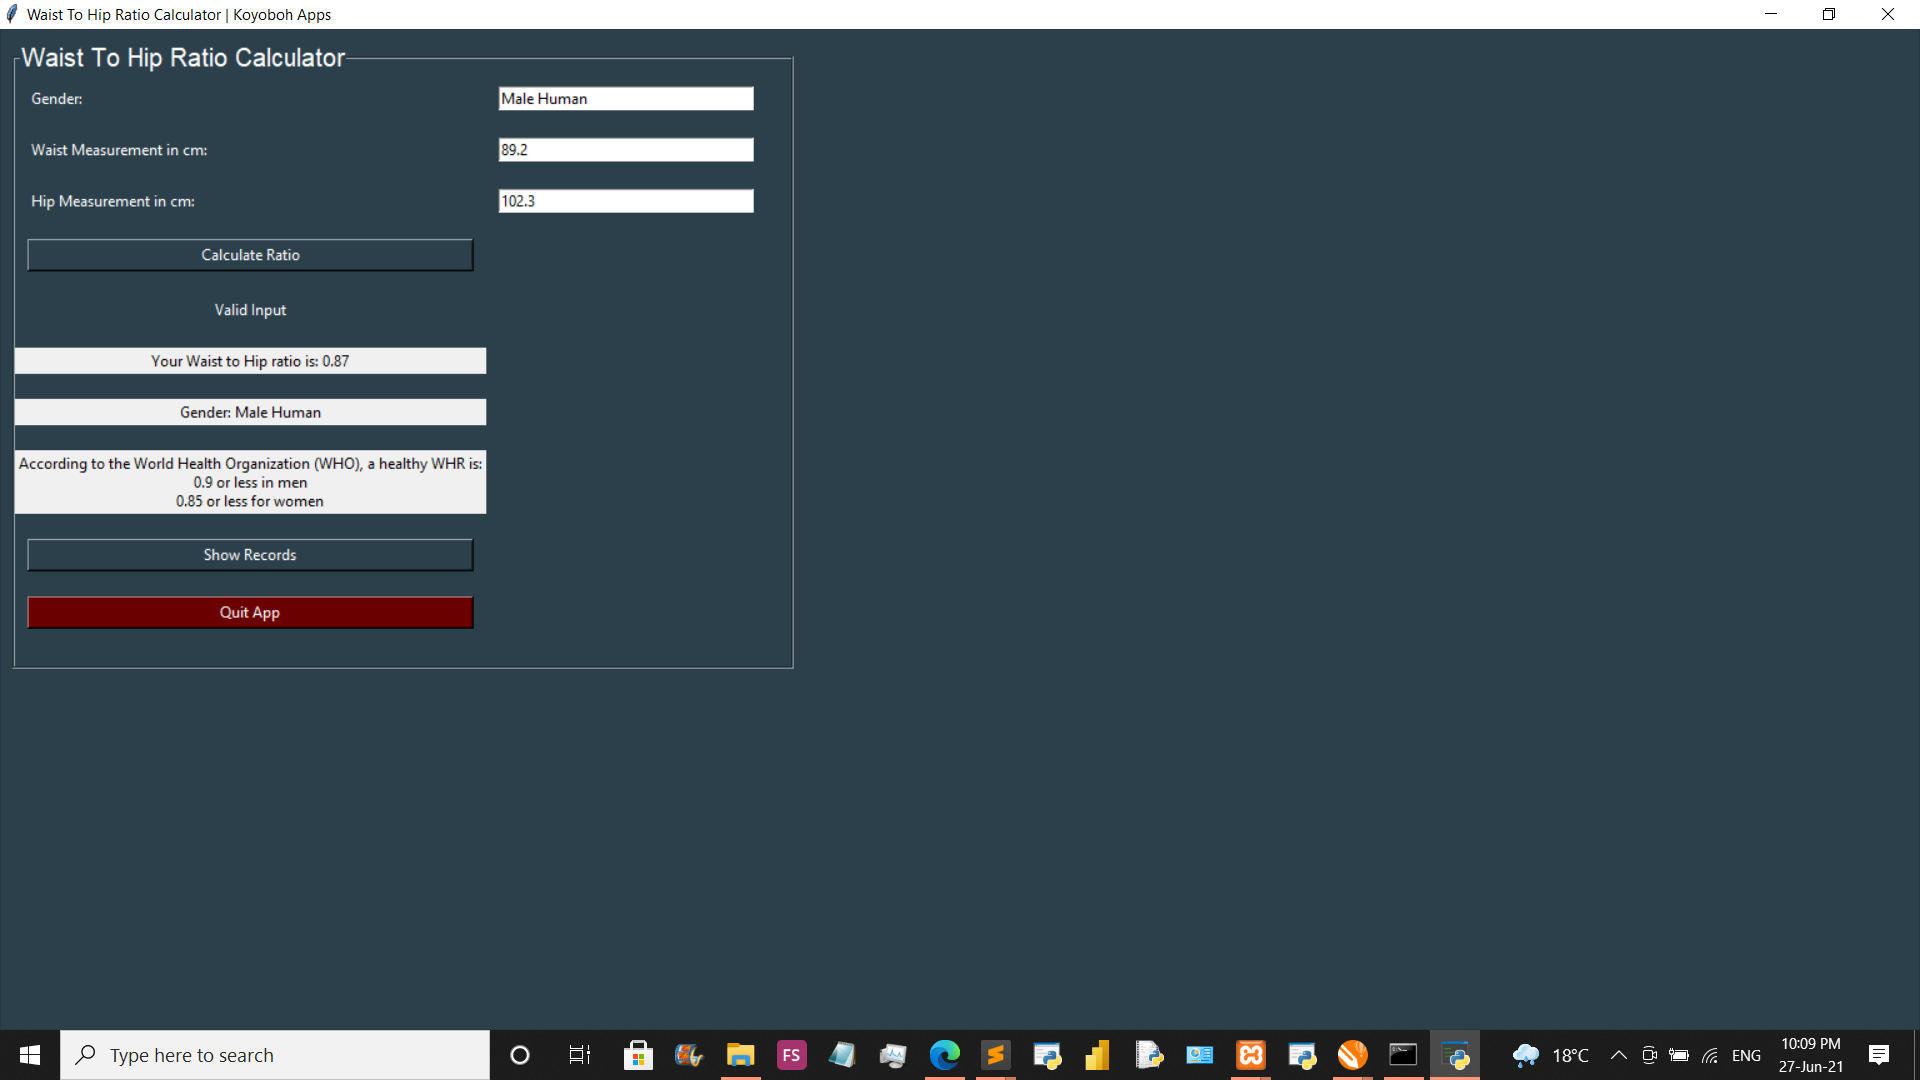 Waist To Hip Ratio Calculator | Koyoboh Apps
Waist To Hip Ratio Calculator
Gender:
Male Human
Waist Measurement in cm:
89.2
Hip Measurement in cm:
102.3
Calculate Ratio
Valid Input
Your Waist to Hip ratio is: 0.87
Gender: Male Human
According to the World Health Organization (WHO), a healthy WHR is:
0.9 or less in men
0.85 or less for women
Show Records
Quit App
Type here to search
FS
18°C
ENG
10:09 PM
27-Jun-21